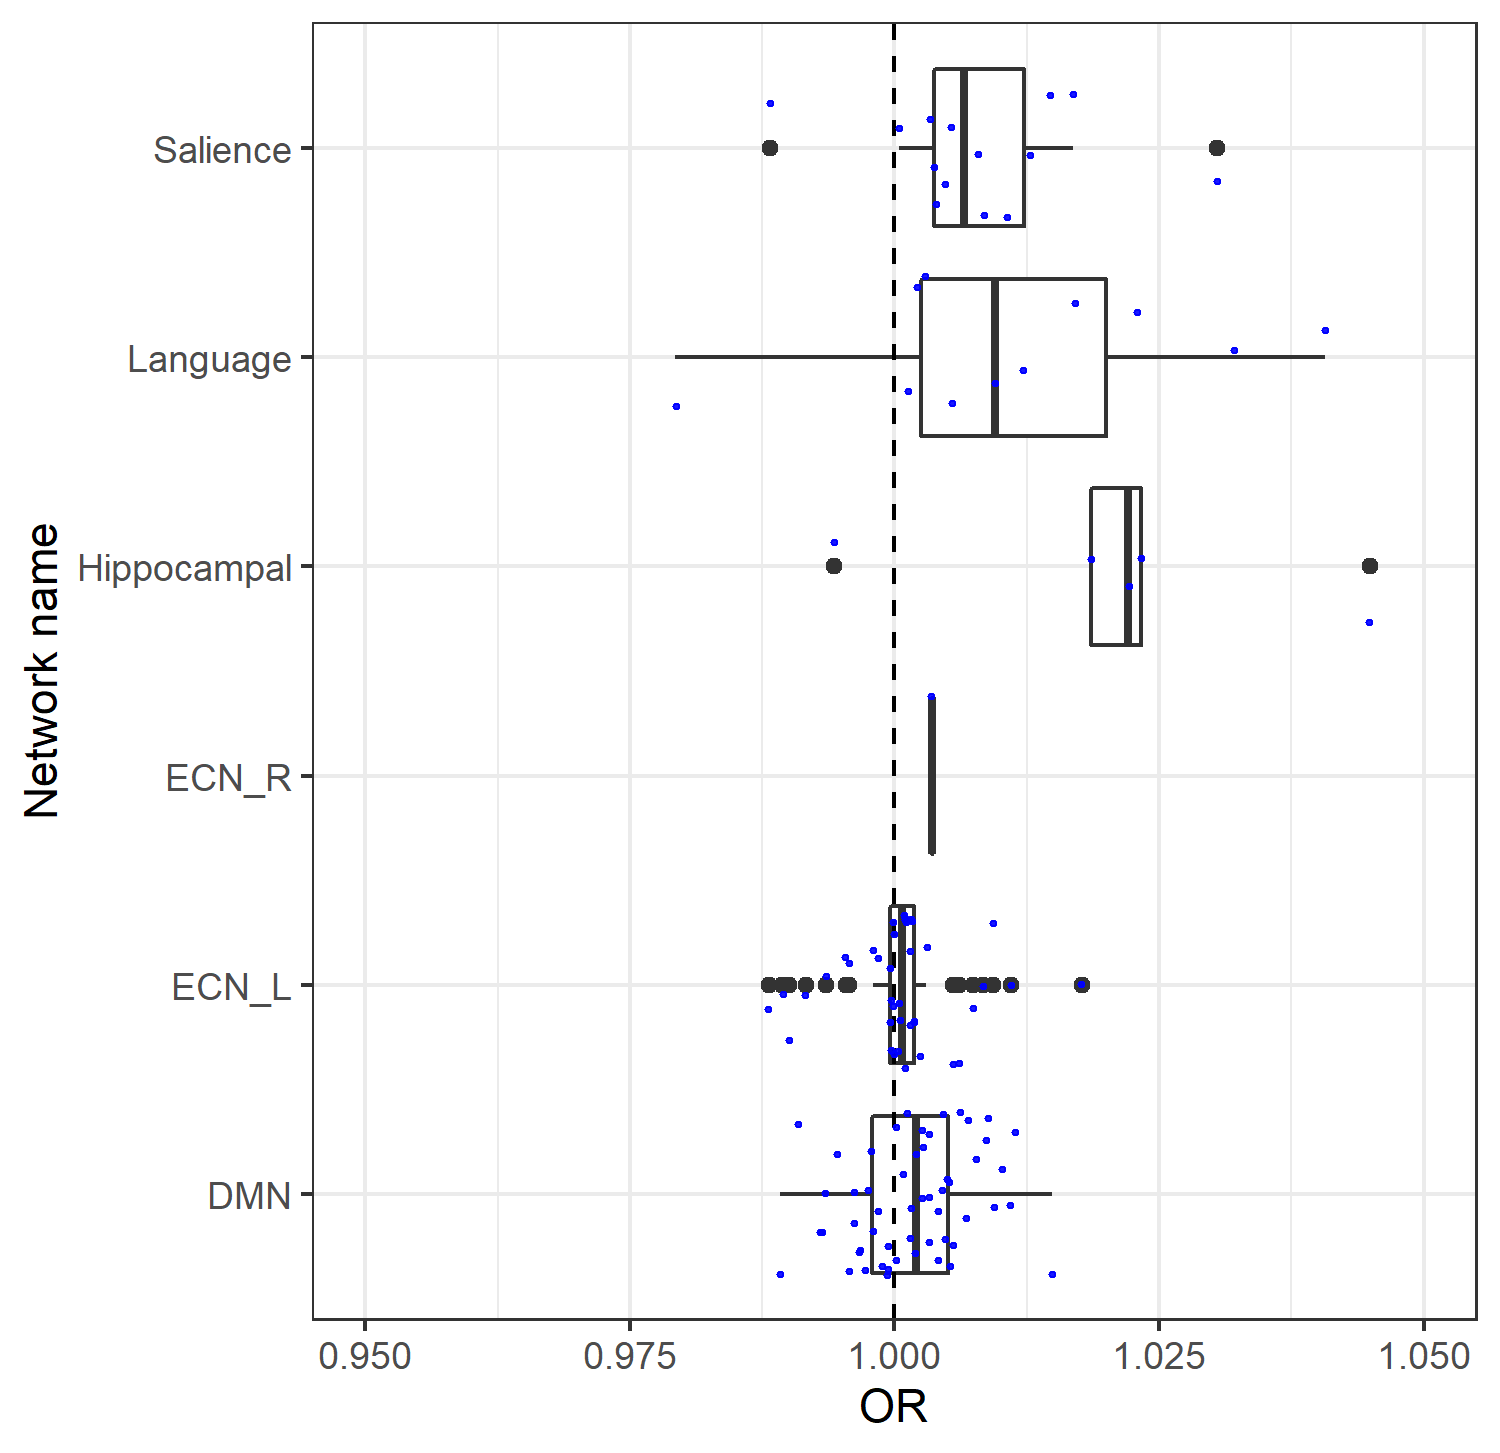 Network name
Salience
Language
Hippocampal
ECN_R
ECN_L
DMN
0.950 0.975 1.000 1.025 1.050
OR